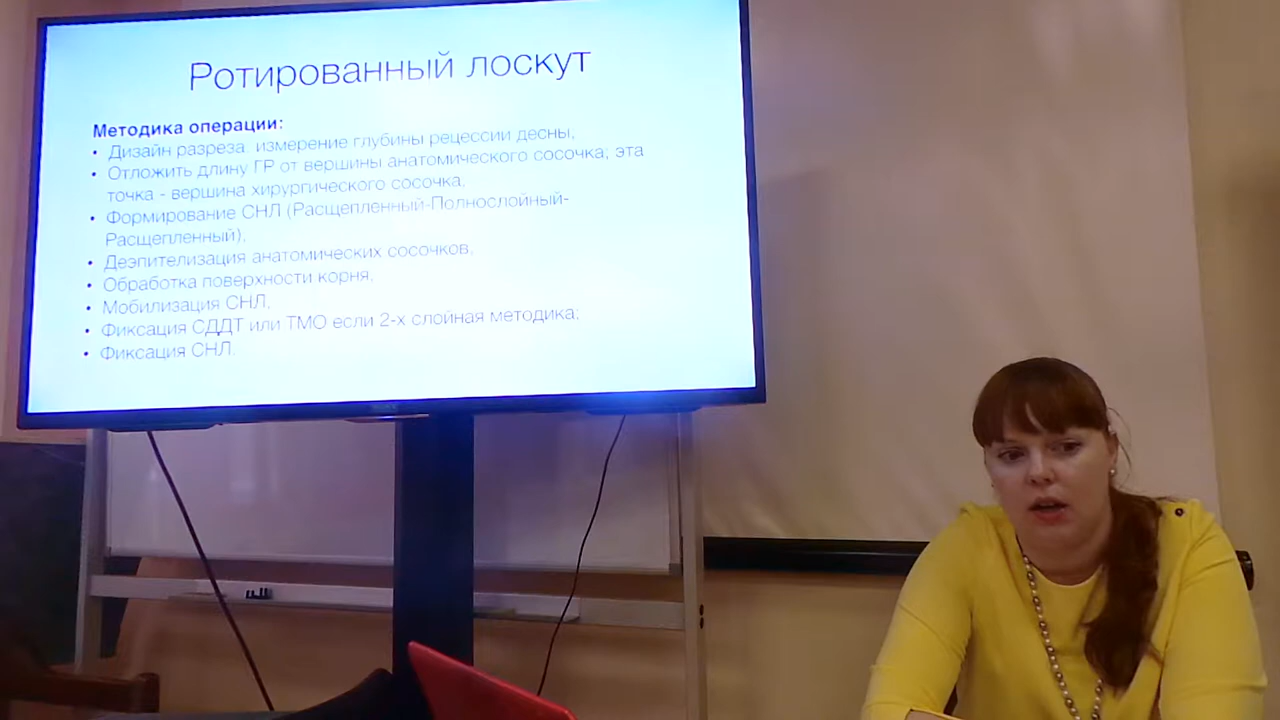 Ротированный лоскут
Методика операции:
• Дизайн разреза: измерение глубины рецессии десны,
• Отложить длину ГР от вершины анатомического сосочка, эта
точка - вершина хирургического сосочка,
• Формирование СНЛ (Расщепленный-Полнослойный-
Расщепленный),
• Деэпителизация анатомических сосочков,
• Обработка поверхности корня,
• Мобилизация СНЛ,
• Фиксация СДДТ или ТМО если 2-х слойная методика;
• Фиксация СНЛ.